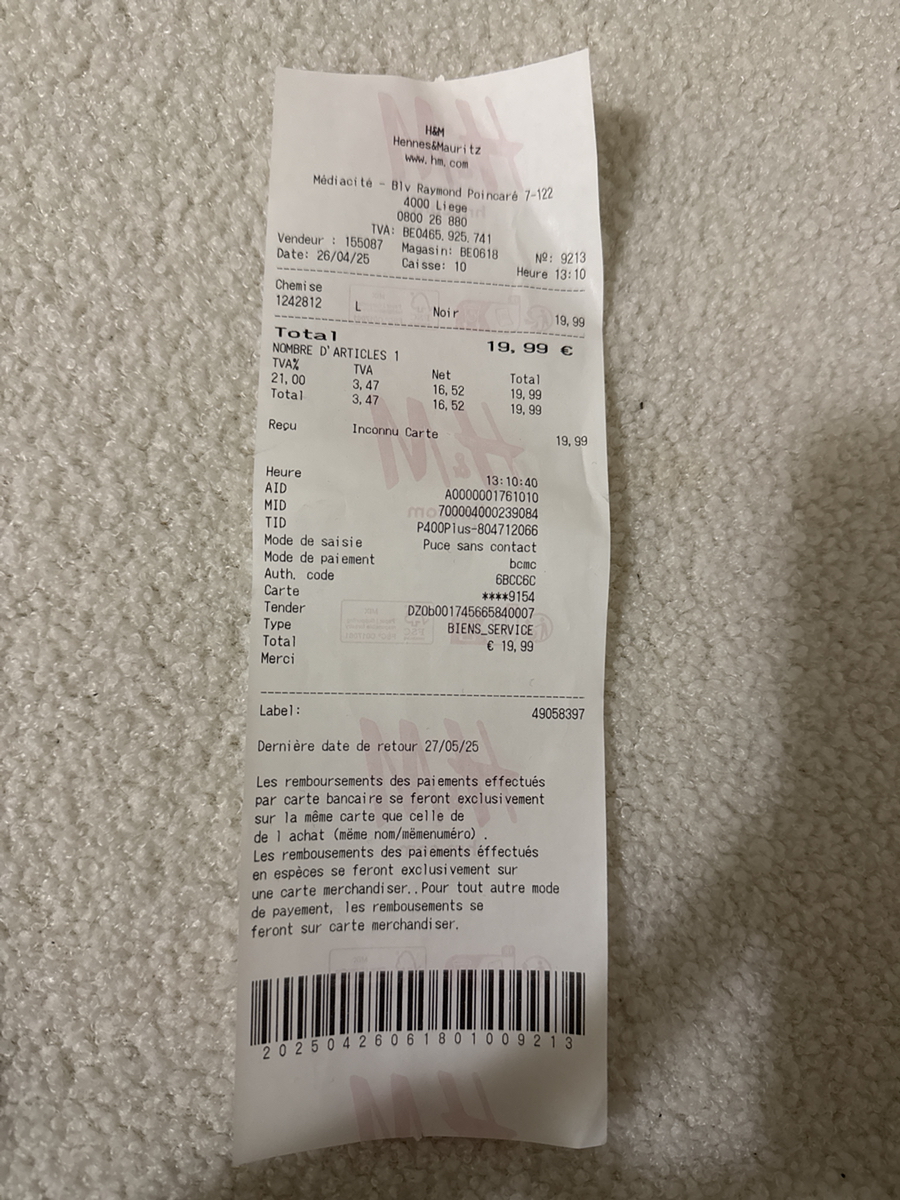 H&M
Hennes&Mauritz
www.hm.com
Médiacité - Blv Raymond Poincaré 7-122
4000 Liege
0800 26 880
TVA: BE0465.925.741
Vendeur : 155087 Magasin: BE0618 Nº: 9213
Date: 26/04/25 Caisse: 10 Heure 13:10
Chemise
1242812 L Noir 19,99
Total 19,99 €
NOMBRE D'ARTICLES 1
TVA% TVA Net Total
21,00 3,47 16,52 19,99
Total 3,47 16,52 19,99
Reçu Inconnu Carte 19,99
Heure 13:10:40
AID A0000001761010
MID 700004000239084
TID P400Plus-804712066
Mode de saisie Puce sans contact
Mode de paiement bcmc
Auth. code 6BCC6C
Carte ****9154
Tender DZ0b001745665840007
Type BIENS_SERVICE
Total € 19,99
Merci
Label: 49058397
Dernière date de retour 27/05/25
Les remboursements des paiements effectués
par carte bancaire se feront exclusivement
sur la même carte que celle de
de l achat (mëme nom/mëmenuméro) .
Les rembousements des paiements éffectués
en espèces se feront exclusivement sur
une carte merchandiser..Pour tout autre mode
de payement, les rembousements se
feront sur carte merchandiser.
20250426061801009213